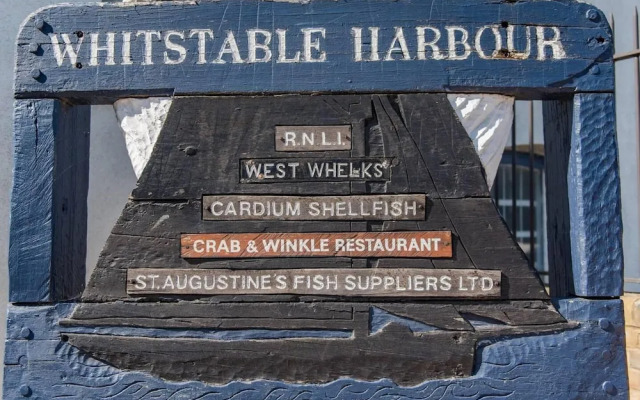 WHITSTABLE HARBOUR
R.N.L.I.
WEST WHELKS
CARDIUM SHELLFISH
CRAB & WINKLE RESTAURANT
ST. AUGUSTINE'S FISH SUPPLIERS LTD